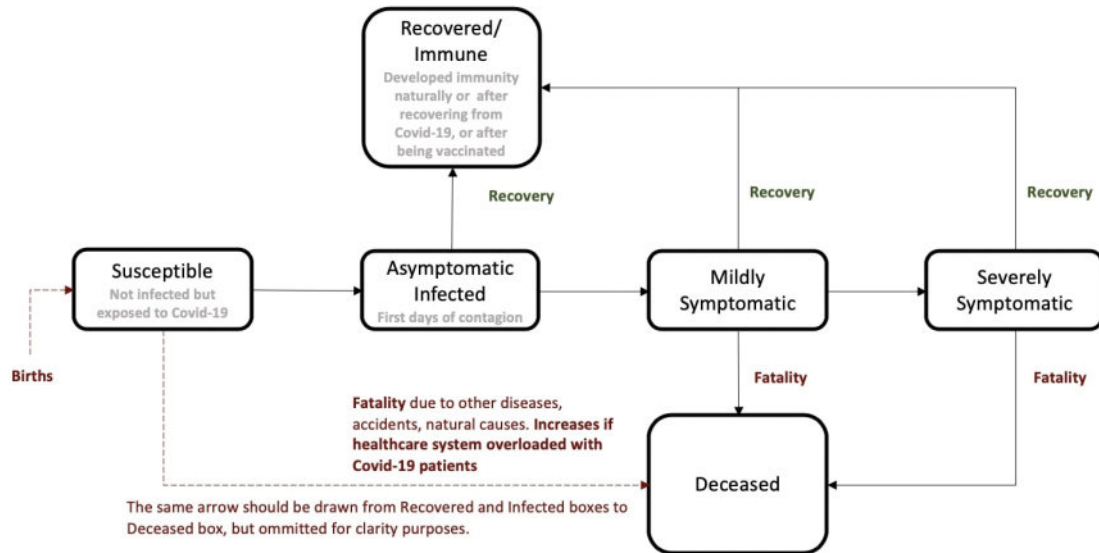 Recovered/
Immune
Developed immunity
naturally or after
recovering from
Covid-19, or after
being vaccinated
Recovery
Recovery
Recovery
Susceptible
Not infected but
exposed to Covid-19
Asymptomatic
Infected
First days of contagion
Mildly
Symptomatic
Severely
Symptomatic
Births
Fatality
Fatality
Fatality due to other diseases,
accidents, natural causes. Increases if
healthcare system overloaded with
Covid-19 patients
Deceased
The same arrow should be drawn from Recovered and Infected boxes to
Deceased box, but ommitted for clarity purposes.